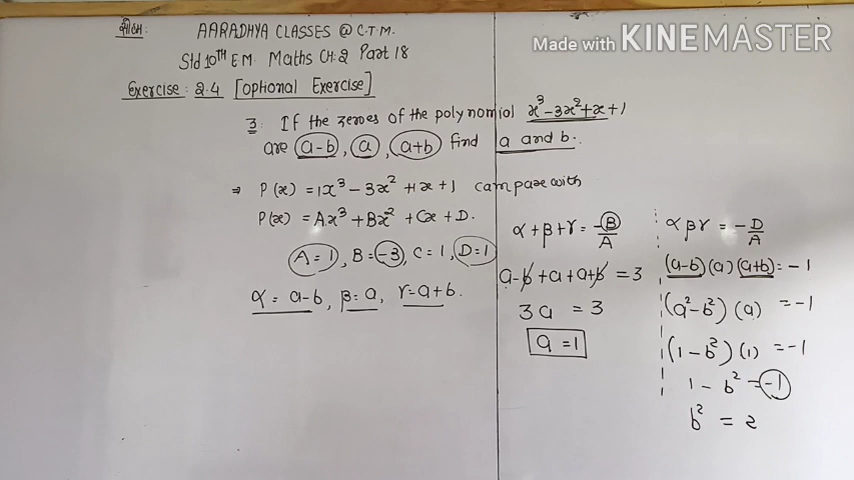 AARADHYA CLASSES @ C.T.M.
Made with KINEMASTER
Std 10TH E.M. Maths CH:2 Part 18
Exercise: 2.4 [Optional Exercise]
3. If the zeroes of the polynomial x³-3x²+x+1
are (a-b), (a), (a+b) find a and b.
⇒ P(x) = 1x³ - 3x² + 1x + 1 compare with
P(x) = Ax³ + Bx² + Cx + D.
A=1, B=-3, C=1, D=1
α = a-b, β=a, γ=a+b.
α+β+γ = -B/A
a-b+a+a+b = 3
3a = 3
a=1
αβγ = -D/A
(a-b)(a)(a+b) = -1
(a²-b²)(a) = -1
(1-b²)(1) = -1
1-b² = -1
b² = 2